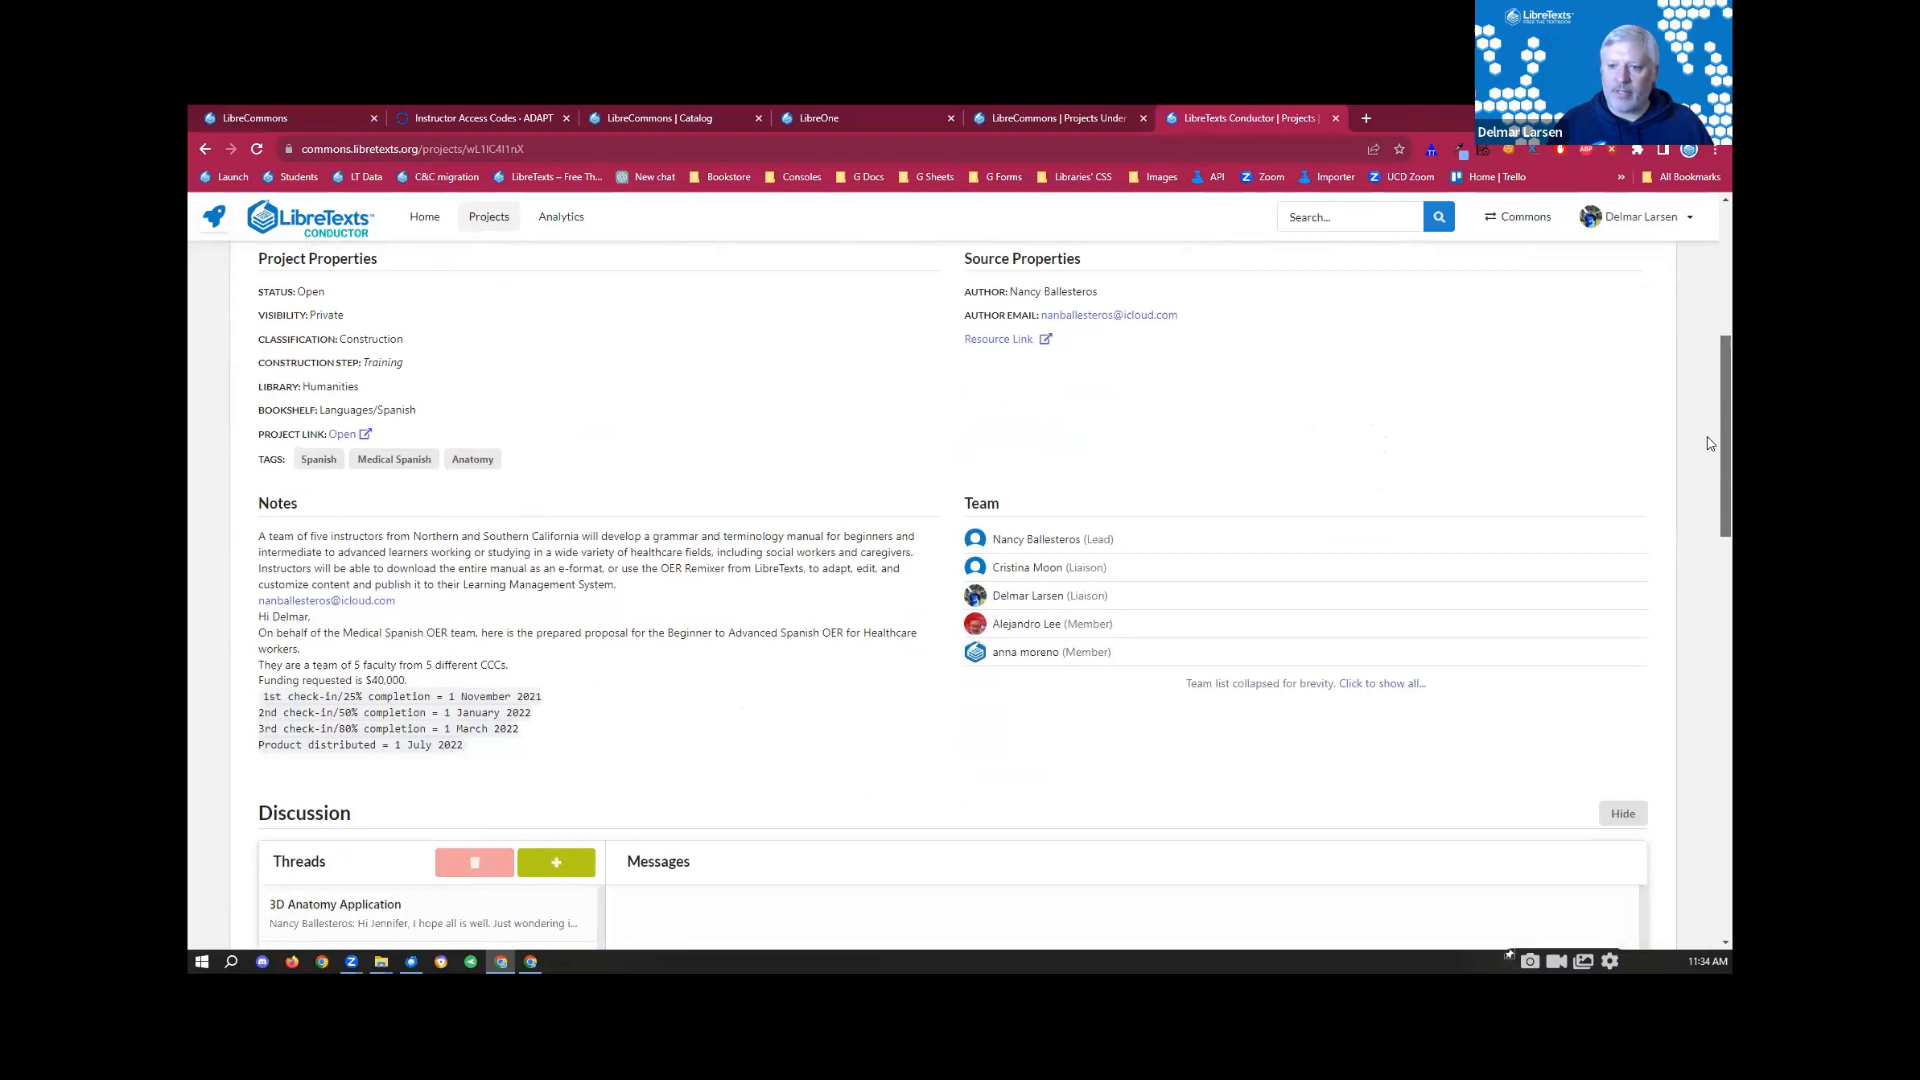 LibreTexts
FREE THE TEXTBOOK
Delmar Larsen
LibreCommons
Instructor Access Codes - ADAPT
LibreCommons | Catalog
LibreOne
LibreCommons | Projects Under
LibreTexts Conductor | Projects |
commons.libretexts.org/projects/wL1lC4I1nX
Launch
Students
LT Data
C&C migration
LibreTexts – Free Th...
New chat
Bookstore
Consoles
G Docs
G Sheets
G Forms
Libraries' CSS
Images
API
Zoom
Importer
UCD Zoom
Home | Trello
»
All Bookmarks
LibreTexts™
CONDUCTOR
Home
Projects
Analytics
Search...
Commons
Delmar Larsen
Project Properties
STATUS: Open
VISIBILITY: Private
CLASSIFICATION: Construction
CONSTRUCTION STEP: Training
LIBRARY: Humanities
BOOKSHELF: Languages/Spanish
PROJECT LINK: Open
TAGS: Spanish Medical Spanish Anatomy
Source Properties
AUTHOR: Nancy Ballesteros
AUTHOR EMAIL: nanballesteros@icloud.com
Resource Link
Notes
A team of five instructors from Northern and Southern California will develop a grammar and terminology manual for beginners and
intermediate to advanced learners working or studying in a wide variety of healthcare fields, including social workers and caregivers.
Instructors will be able to download the entire manual as an e-format, or use the OER Remixer from LibreTexts, to adapt, edit, and
customize content and publish it to their Learning Management System.
nanballesteros@icloud.com
Hi Delmar,
On behalf of the Medical Spanish OER team, here is the prepared proposal for the Beginner to Advanced Spanish OER for Healthcare
workers.
They are a team of 5 faculty from 5 different CCCs.
Funding requested is $40,000.
1st check-in/25% completion = 1 November 2021
2nd check-in/50% completion = 1 January 2022
3rd check-in/80% completion = 1 March 2022
Product distributed = 1 July 2022
Team
Nancy Ballesteros (Lead)
Cristina Moon (Liaison)
Delmar Larsen (Liaison)
Alejandro Lee (Member)
anna moreno (Member)
Team list collapsed for brevity. Click to show all...
Discussion
Hide
Threads
Messages
3D Anatomy Application
Nancy Ballesteros: Hi Jennifer, I hope all is well. Just wondering i...
11:34 AM